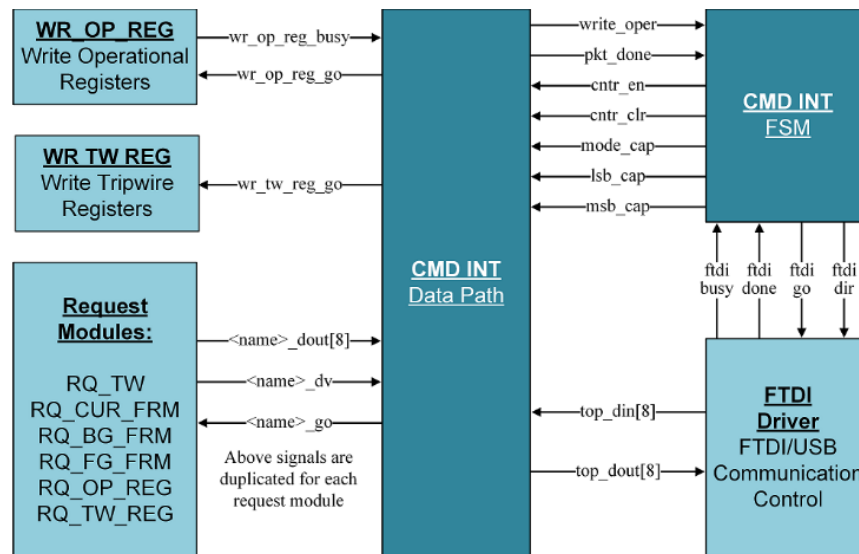 WR_OP_REG
Write Operational
Registers
wr_op_reg_busy
wr_op_reg_go
WR TW REG
Write Tripwire
Registers
wr_tw_reg_go
Request
Modules:
RQ_TW
RQ_CUR_FRM
RQ_BG_FRM
RQ_FG_FRM
RQ_OP_REG
RQ_TW_REG
<name>_dout[8]
<name>_dv
<name>_go
Above signals are
duplicated for each
request module
CMD INT
Data Path
write_oper
pkt_done
cntr_en
cntr_clr
mode_cap
lsb_cap
msb_cap
CMD INT
FSM
ftdi
busy
ftdi
done
ftdi
go
ftdi
dir
top_din[8]
top_dout[8]
FTDI
Driver
FTDI/USB
Communication
Control